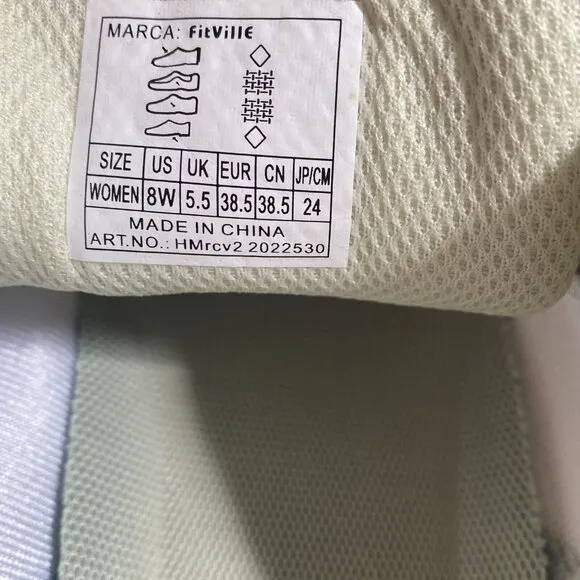 MARCA: FitVillE
SIZE US UK EUR CN JP/CM
WOMEN 8W 5.5 38.5 38.5 24
MADE IN CHINA
ART.NO.: HMrcv2 2022530